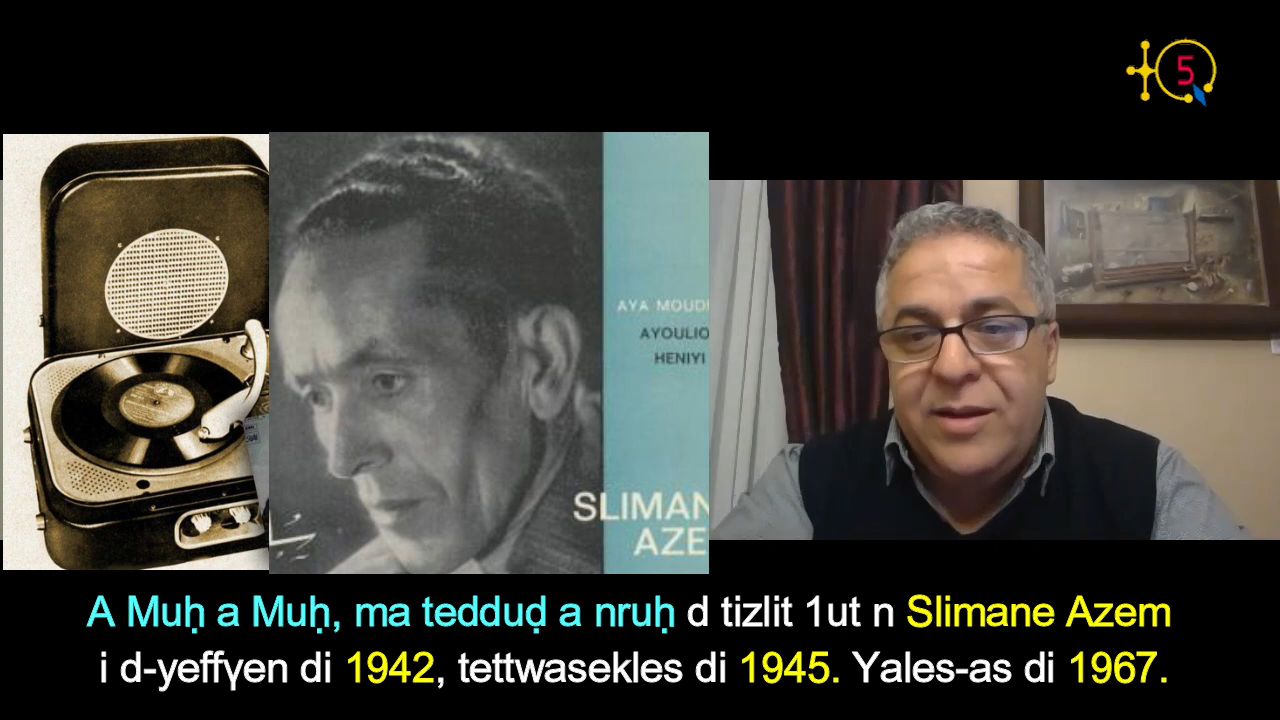 5
AYA MOUD
AYOULIO
HENIYI
SLIMAN
AZE
A Muḥ a Muḥ, ma tedduḍ a nruḥ d tizlit 1ut n Slimane Azem
i d-yeffɣen di 1942, tettwasekles di 1945. Yales-as di 1967.